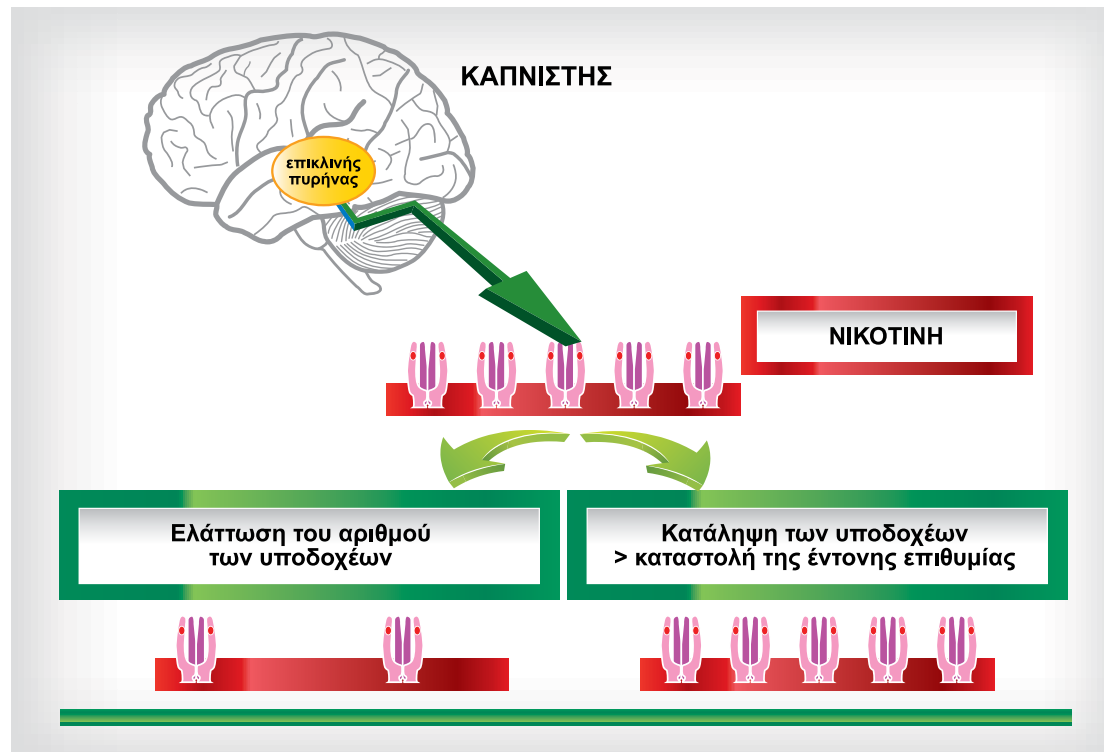 ΚΑΠΝΙΣΤΗΣ
επικλινής
πυρήνας
ΝΙΚΟΤΙΝΗ
Ελάττωση του αριθμού
των υποδοχέων
Κατάληψη των υποδοχέων
> καταστολή της έντονης επιθυμίας